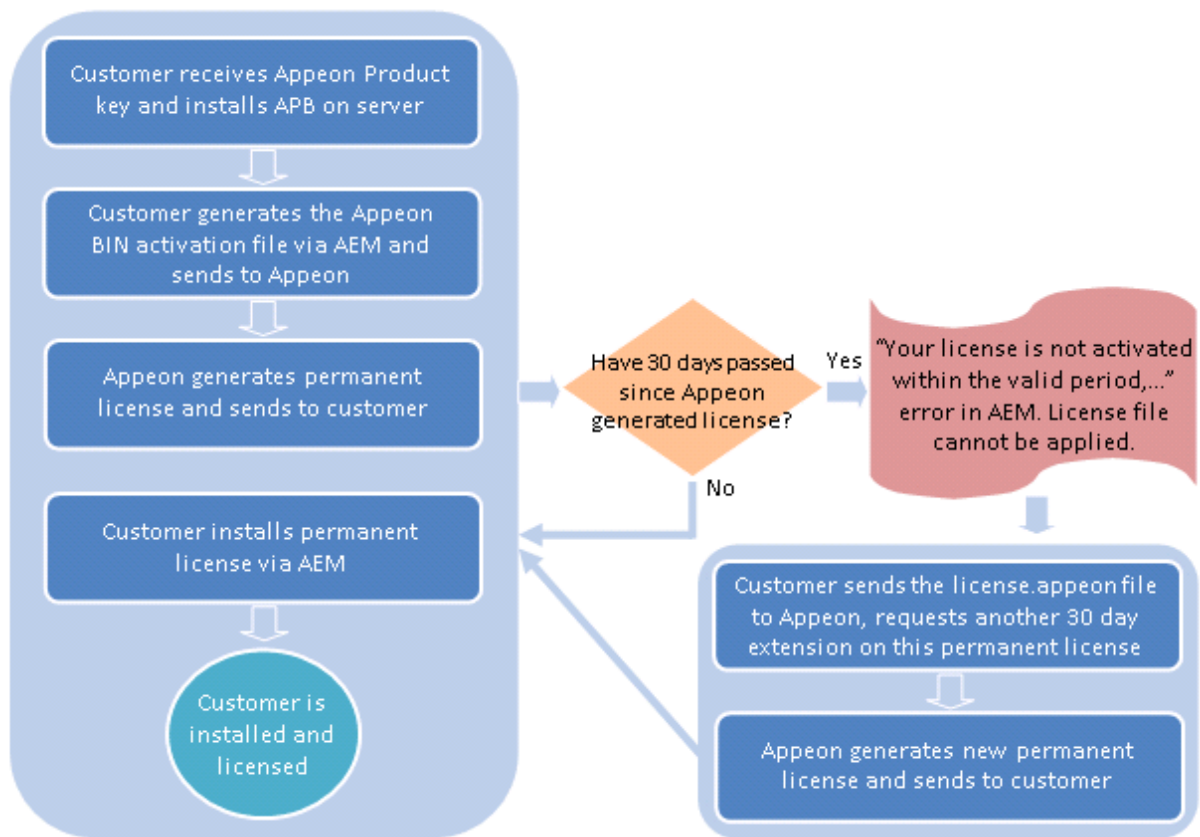 Customer receives Appeon Product
key and installs APB on server
Customer generates the Appeon
BIN activation file via AEM and
sends to Appeon
Appeon generates permanent
license and sends to customer
Have 30 days passed
since Appeon
generated license?
Yes
"Your license is not activated
within the valid period,..."
error in AEM. License file
cannot be applied.
No
Customer installs permanent
license via AEM
Customer sends the license.appeon file
to Appeon, requests another 30 day
extension on this permanent license
Appeon generates new permanent
license and sends to customer
Customer is
installed and
licensed